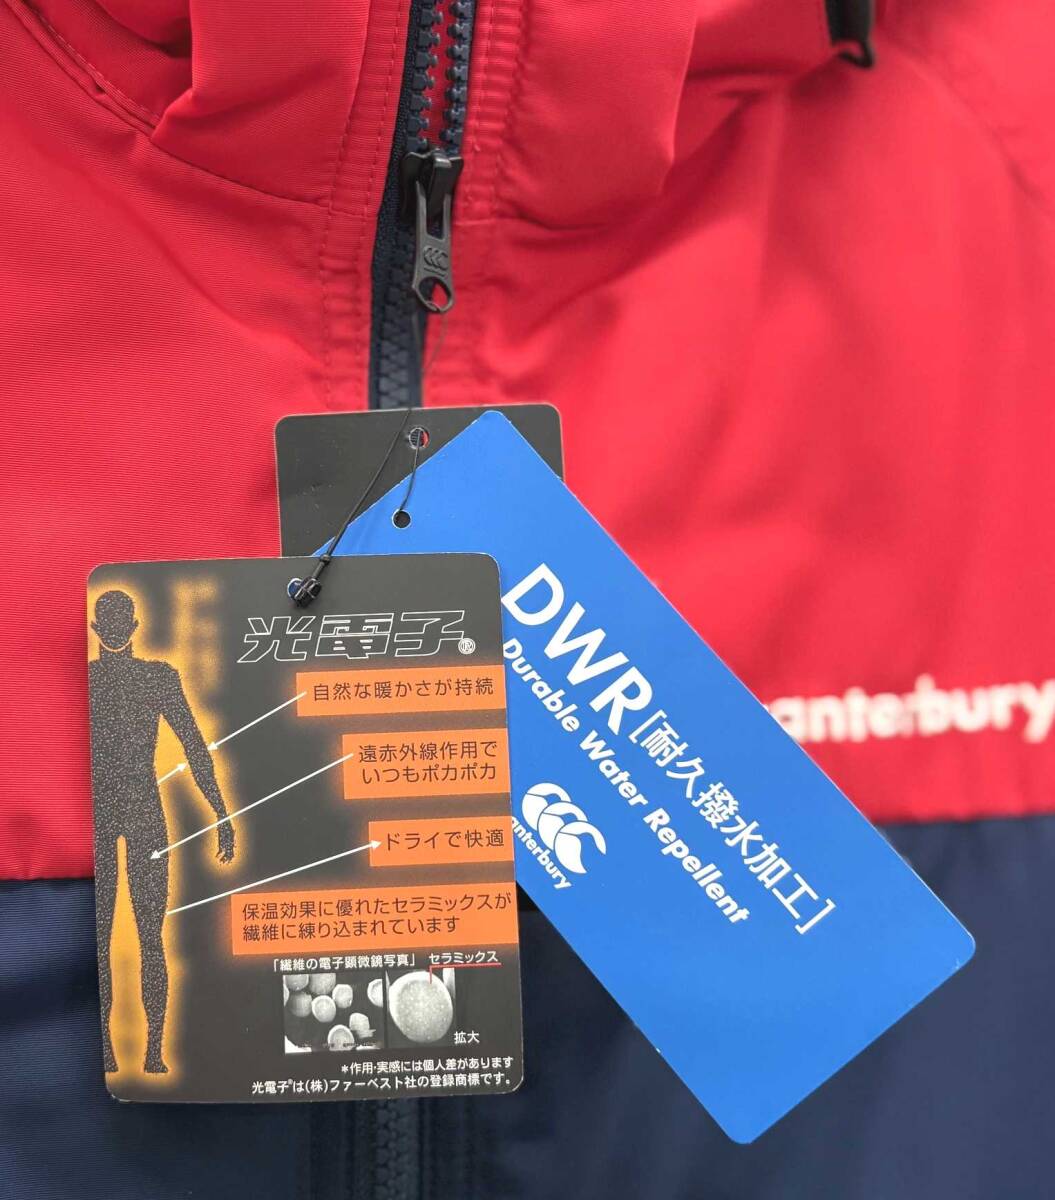 光電子®
自然な暖かさが持続
遠赤外線作用で
いつもポカポカ
ドライで快適
保温効果に優れたセラミックスが
繊維に練り込まれています
「繊維の電子顕微鏡写真」 セラミックス
拡大
*作用・実感には個人差があります
光電子®は(株)ファーベスト社の登録商標です。
DWR[耐久撥水加工]
Durable Water Repellent
canterbury
canterbury